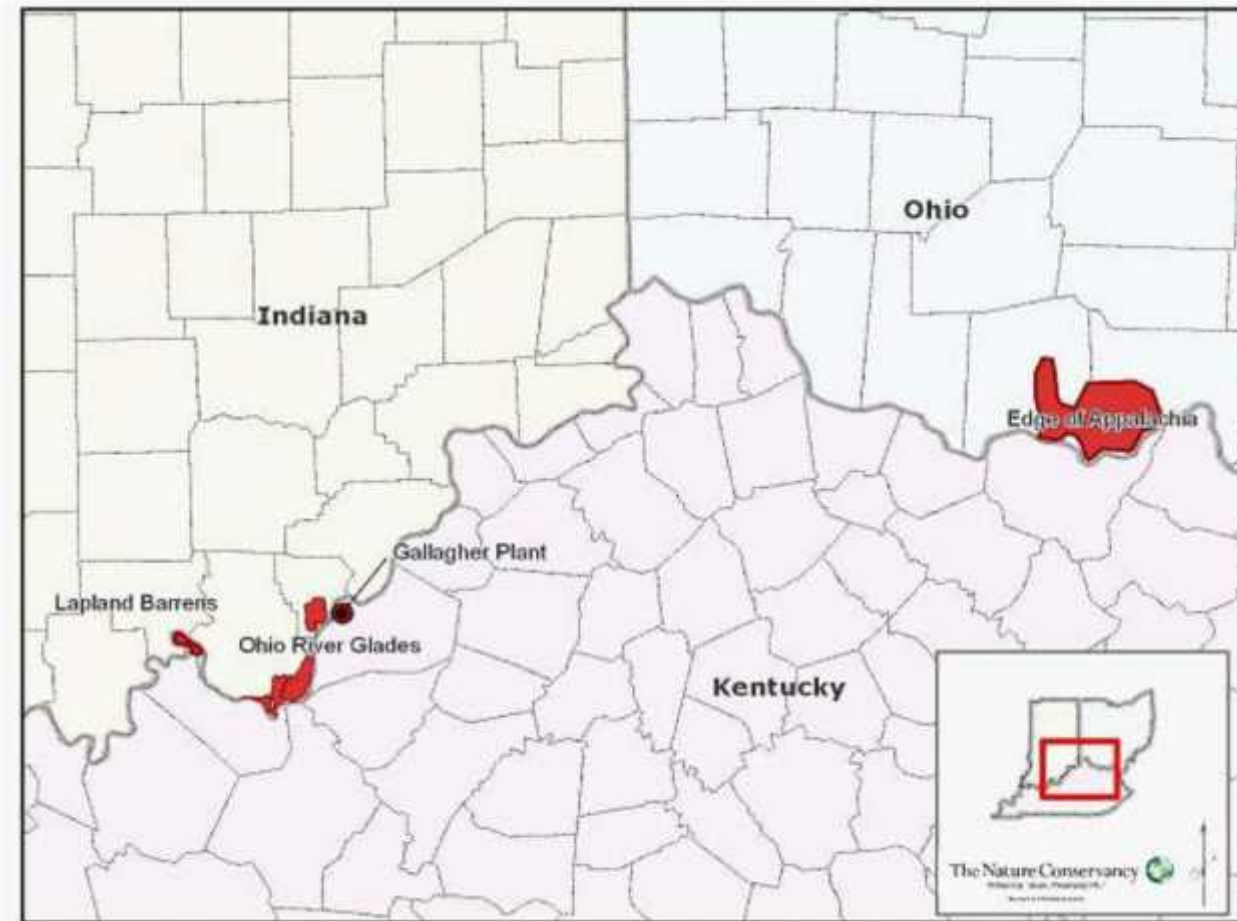 Ohio
Indiana
Edge of Appalachia
Gallagher Plant
Lapland Barrens
Ohio River Glades
Kentucky
The Nature Conservancy